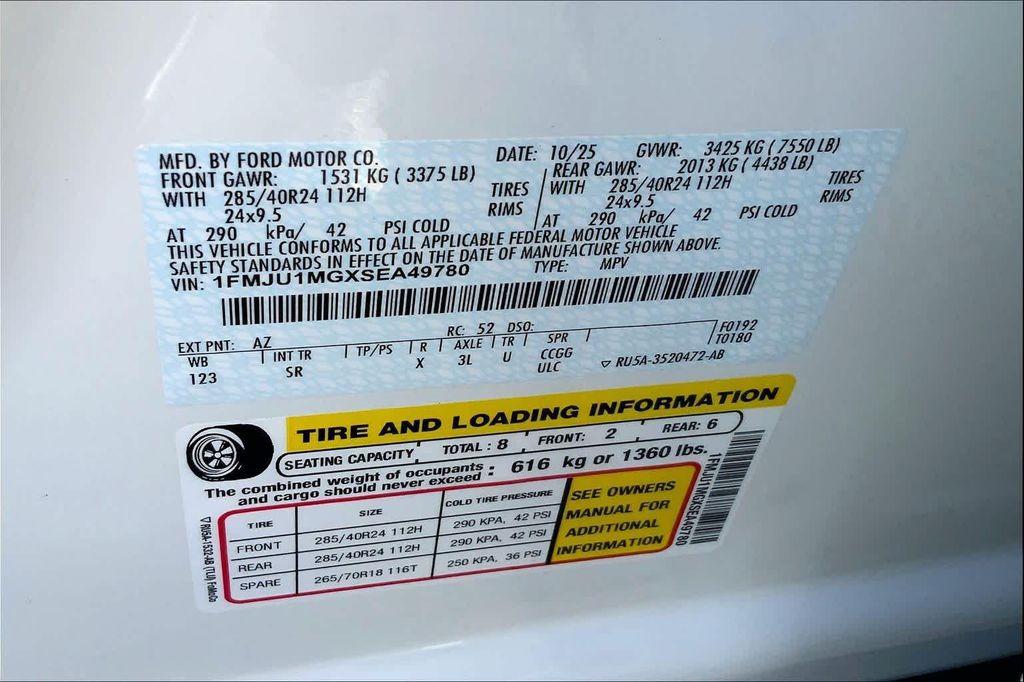 MFD. BY FORD MOTOR CO. DATE: 10/25 GVWR: 3425 KG ( 7550 LB)
FRONT GAWR: 1531 KG ( 3375 LB) REAR GAWR: 2013 KG ( 4438 LB)
WITH 285/40R24 112H TIRES WITH 285/40R24 112H TIRES
24x9.5 RIMS 24x9.5 RIMS
AT 290 kPa/ 42 PSI COLD AT 290 kPa/ 42 PSI COLD
THIS VEHICLE CONFORMS TO ALL APPLICABLE FEDERAL MOTOR VEHICLE
SAFETY STANDARDS IN EFFECT ON THE DATE OF MANUFACTURE SHOWN ABOVE.
VIN: 1FMJU1MGXSEA49780 TYPE: MPV
EXT PNT: AZ RC: 52 DSO: F0192
WB INT TR TP/PS R AXLE TR SPR T0180
123 SR X 3L U CCGG
ULC ▽ RU5A-3520472-AB
TIRE AND LOADING INFORMATION
SEATING CAPACITY TOTAL : 8 FRONT: 2 REAR: 6
The combined weight of occupants
and cargo should never exceed : 616 kg or 1360 lbs.
TIRE SIZE COLD TIRE PRESSURE
FRONT 285/40R24 112H 290 KPA, 42 PSI
REAR 285/40R24 112H 290 KPA, 42 PSI
SPARE 265/70R18 116T 250 KPA, 36 PSI
SEE OWNERS
MANUAL FOR
ADDITIONAL
INFORMATION
1FMJU1MGXSEA49780
▽RU5A-1532-AB (TLU) FoMoCo